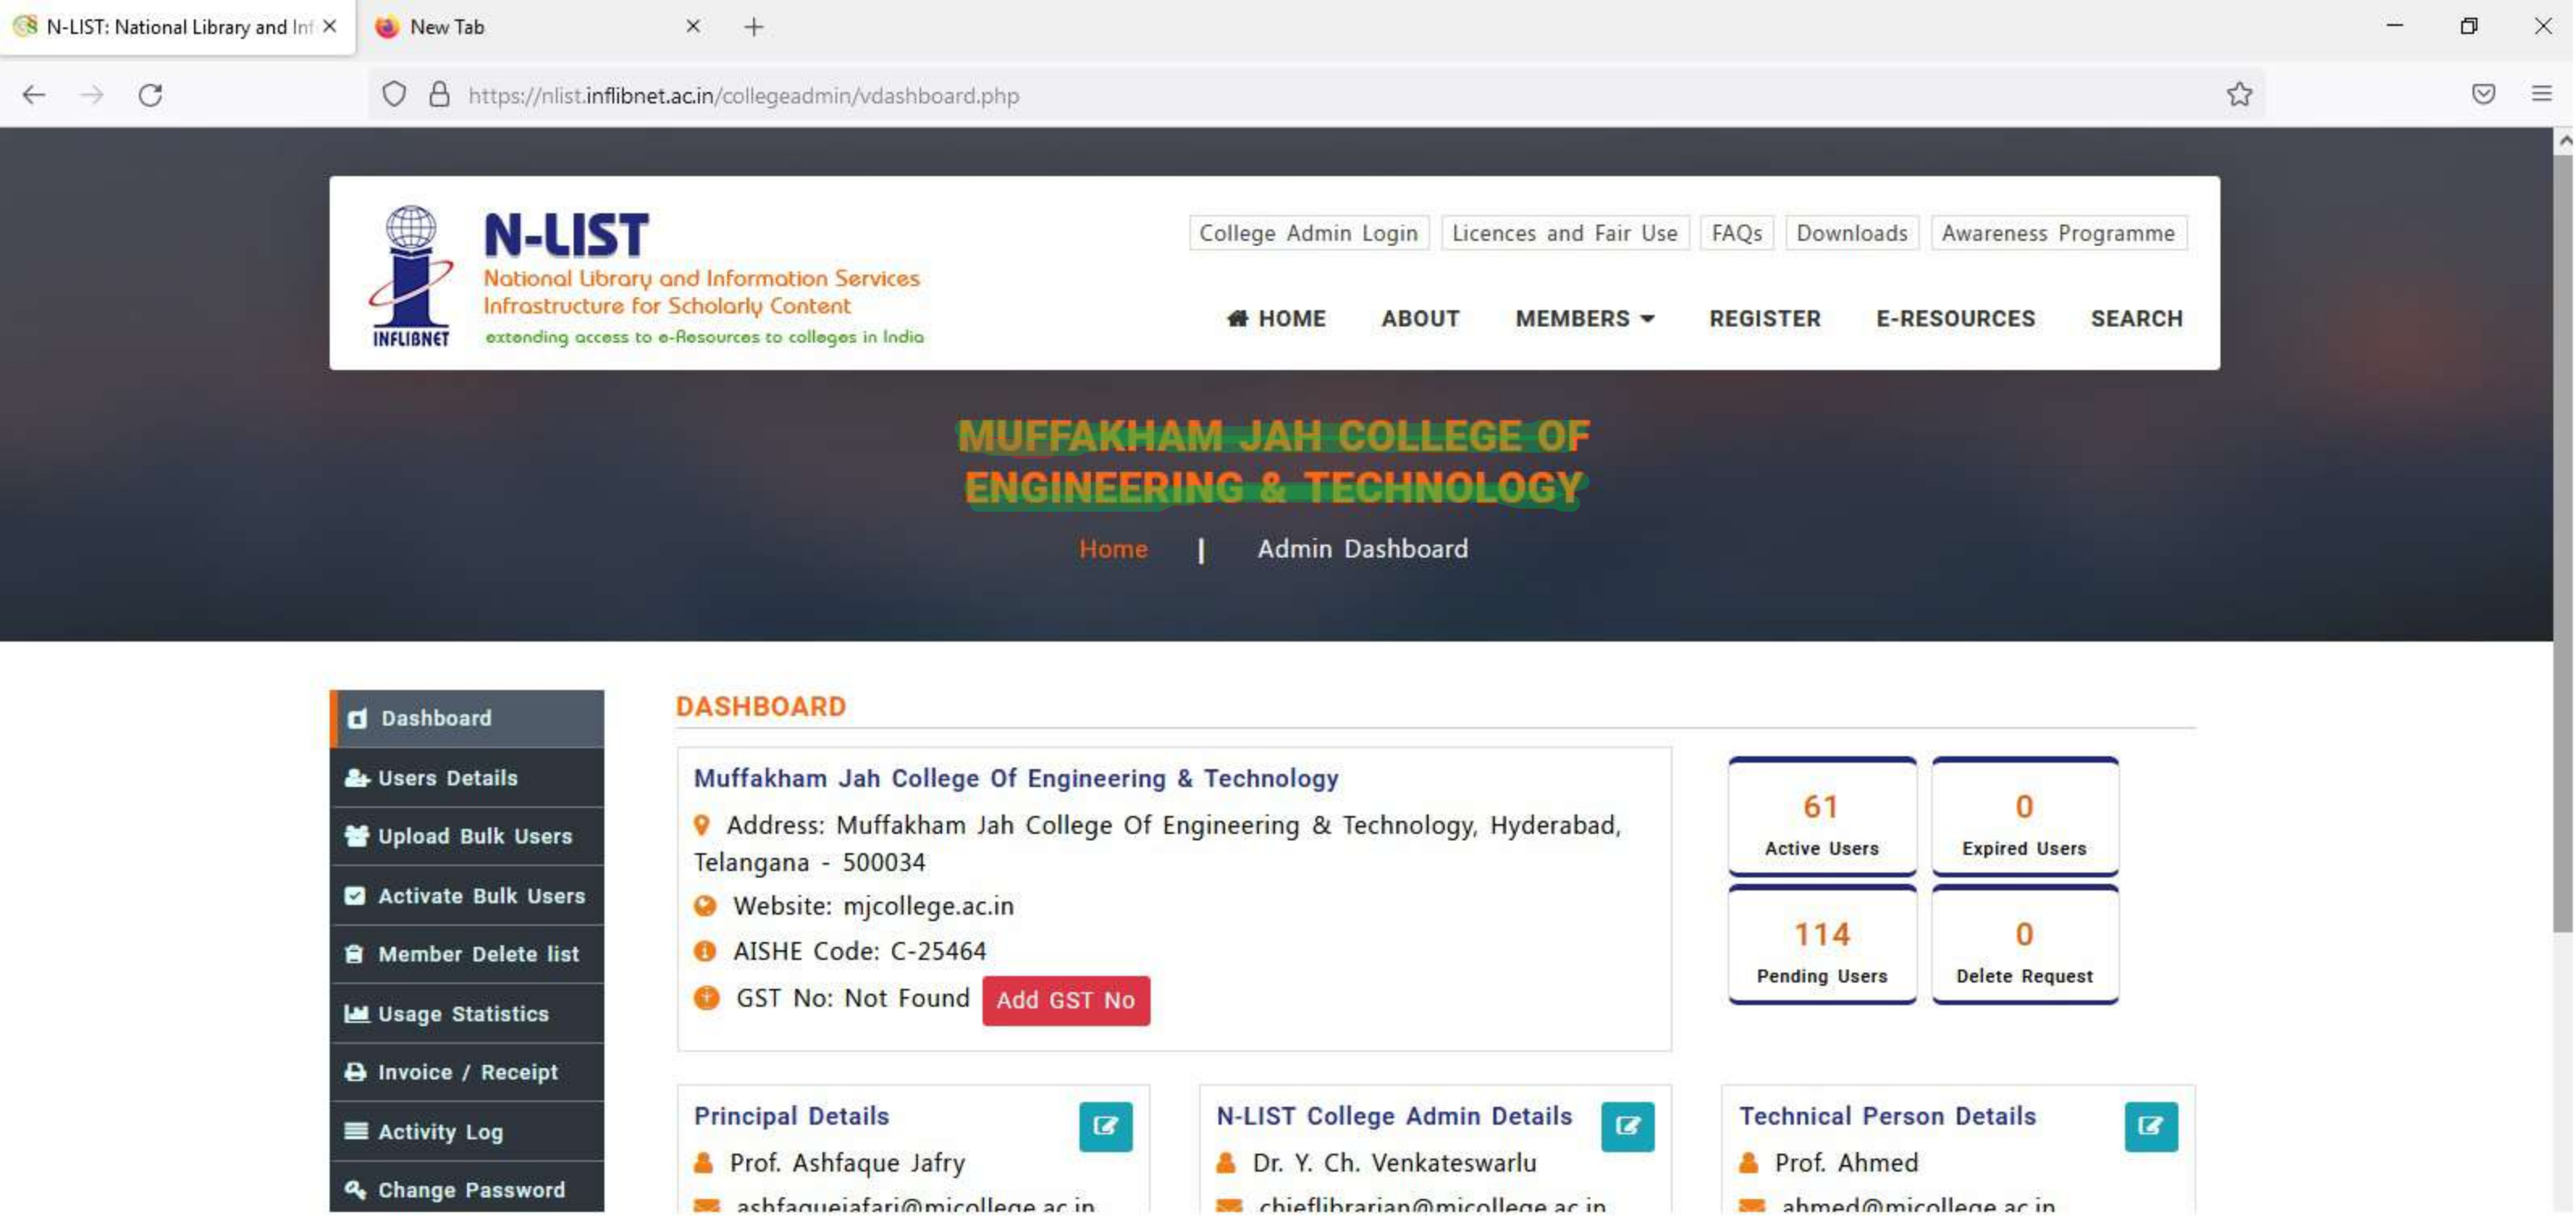 N-LIST: National Library and Inf
New Tab
https://nlist.inflibnet.ac.in/collegeadmin/vdashboard.php
INFLIBNET
N-LIST
National Library and Information Services
Infrastructure for Scholarly Content
extending access to e-Resources to colleges in India
College Admin Login
Licences and Fair Use
FAQs
Downloads
Awareness Programme
HOME
ABOUT
MEMBERS
REGISTER
E-RESOURCES
SEARCH
MUFFAKHAM JAH COLLEGE OF
ENGINEERING & TECHNOLOGY
Home | Admin Dashboard
Dashboard
Users Details
Upload Bulk Users
Activate Bulk Users
Member Delete list
Usage Statistics
Invoice / Receipt
Activity Log
Change Password
DASHBOARD
Muffakham Jah College Of Engineering & Technology
Address: Muffakham Jah College Of Engineering & Technology, Hyderabad,
Telangana - 500034
Website: mjcollege.ac.in
AISHE Code: C-25464
GST No: Not Found Add GST No
61
Active Users
0
Expired Users
114
Pending Users
0
Delete Request
Principal Details
Prof. Ashfaque Jafry
N-LIST College Admin Details
Dr. Y. Ch. Venkateswarlu
Technical Person Details
Prof. Ahmed